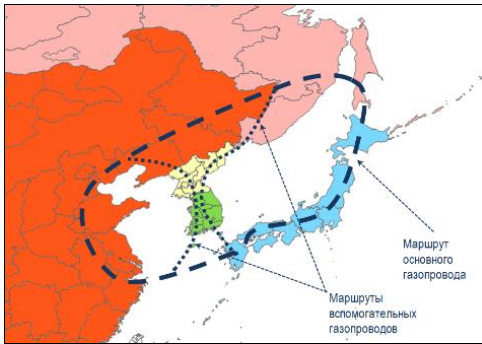 Маршрут
основного
газопровода
Маршруты
вспомогательных
газопроводов